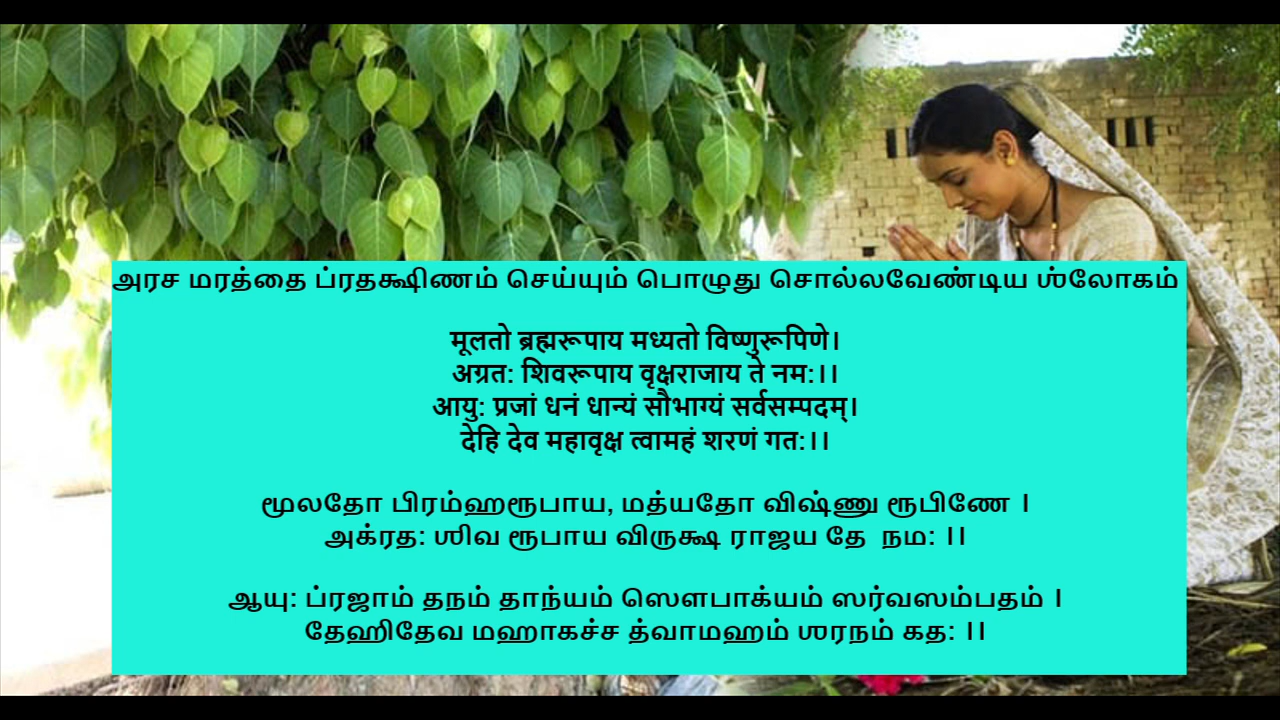 அரச மரத்தை ப்ரதக்ஷிணம் செய்யும் பொழுது சொல்லவேண்டிய ஶ்லோகம்
मूलतो ब्रह्मरूपाय मध्यतो विष्णुरूपिणे।
अग्रत: शिवरूपाय वृक्षराजाय ते नम:।।
आयु: प्रजां धनं धान्यं सौभाग्यं सर्वसम्पदम्।
देहि देव महावृक्ष त्वामहं शरणं गत:।।
மூலதோ பிரம்ஹரூபாய, மத்யதோ விஷ்ணு ரூபிணே ।
அக்ரத: ஶிவ ரூபாய விருக்ஷ ராஜய தே நம: ।।
ஆயு: ப்ரஜாம் தநம் தாந்யம் ஸௌபாக்யம் ஸர்வஸம்பதம் ।
தேஹிதேவ மஹாகச்ச த்வாமஹம் ஶரநம் கத: ।।